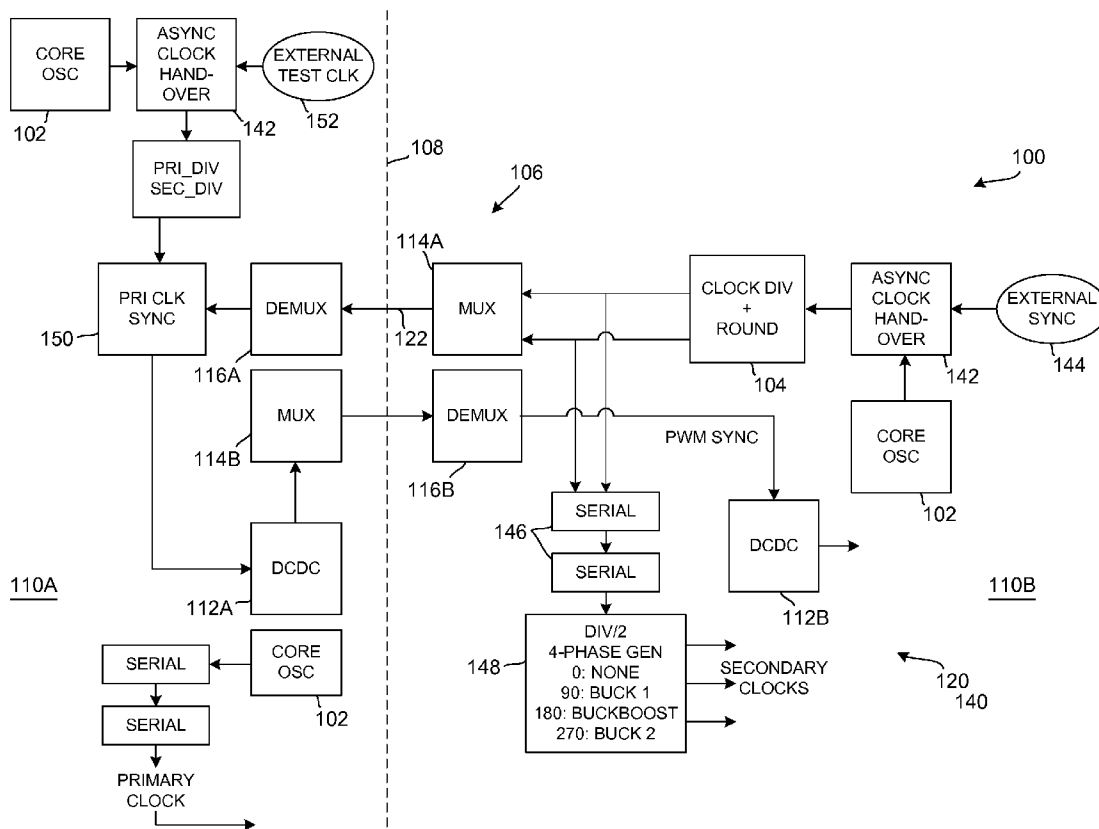 CORE
OSC
102
ASYNC
CLOCK
HAND-
OVER
142
EXTERNAL
TEST CLK
152
PRI_DIV
SEC_DIV
108
106
100
114A
PRI CLK
SYNC
150
DEMUX
116A
122
MUX
CLOCK DIV
+
ROUND
104
ASYNC
CLOCK
HAND-
OVER
142
EXTERNAL
SYNC
144
MUX
114B
DEMUX
116B
PWM SYNC
CORE
OSC
102
110A
DCDC
112A
146
SERIAL
SERIAL
DCDC
112B
110B
SERIAL
CORE
OSC
102
SERIAL
PRIMARY
CLOCK
148
DIV/2
4-PHASE GEN
0: NONE
90: BUCK 1
180: BUCKBOOST
270: BUCK 2
SECONDARY
CLOCKS
120
140